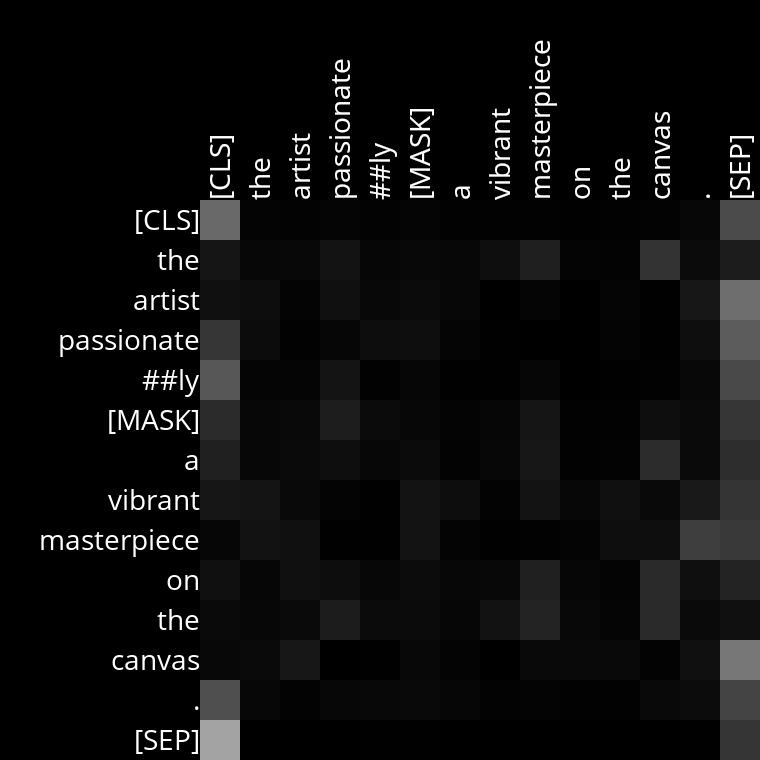 [CLS]
the
artist
passionate
##ly
[MASK]
a
vibrant
masterpiece
on
the
canvas
.
[SEP]
[CLS]
the
artist
passionate
##ly
[MASK]
a
vibrant
masterpiece
on
the
canvas
.
[SEP]